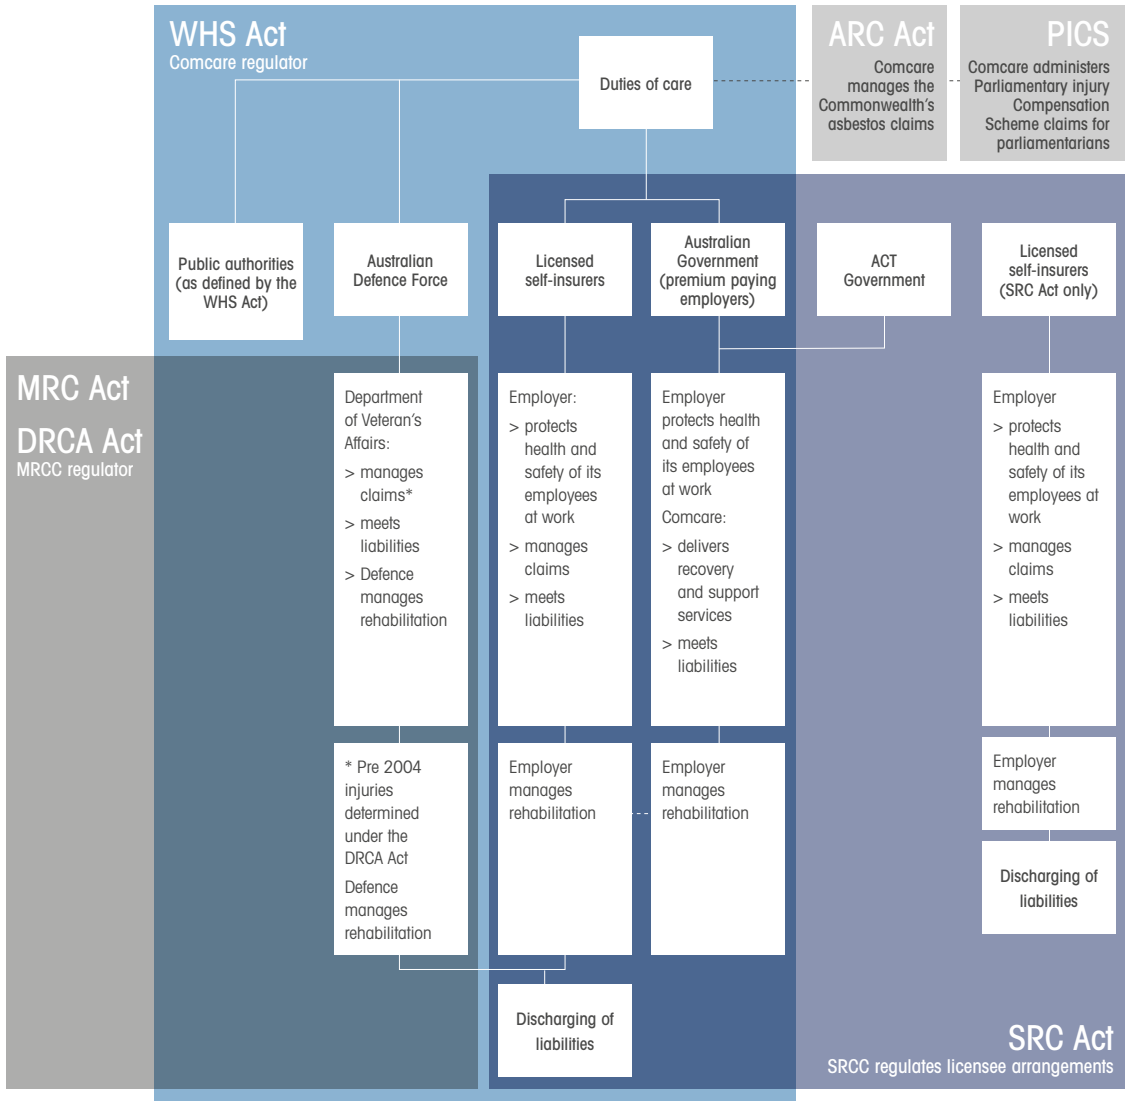 WHS Act
Comcare regulator
Duties of care
ARC Act
Comcare
manages the
Commonwealth's
asbestos claims
PICS
Comcare administers
Parliamentary injury
Compensation
Scheme claims for
parliamentarians
Public authorities
(as defined by the
WHS Act)
Australian
Defence Force
Licensed
self-insurers
Australian
Government
(premium paying
employers)
ACT
Government
Licensed
self-insurers
(SRC Act only)
MRC Act
DRCA Act
MRCC regulator
Department
of Veteran's
Affairs:
> manages
claims*
> meets
liabilities
> Defence
manages
rehabilitation
Employer:
> protects
health and
safety of its
employees
at work
> manages
claims
> meets
liabilities
Employer
protects health
and safety of
its employees
at work
Comcare:
> delivers
recovery
and support
services
> meets
liabilities
Employer
> protects
health and
safety of its
employees at
work
> manages
claims
> meets
liabilities
* Pre 2004
injuries
determined
under the
DRCA Act
Defence
manages
rehabilitation
Employer
manages
rehabilitation
Employer
manages
rehabilitation
Employer
manages
rehabilitation
Discharging of
liabilities
Discharging of
liabilities
SRC Act
SRCC regulates licensee arrangements